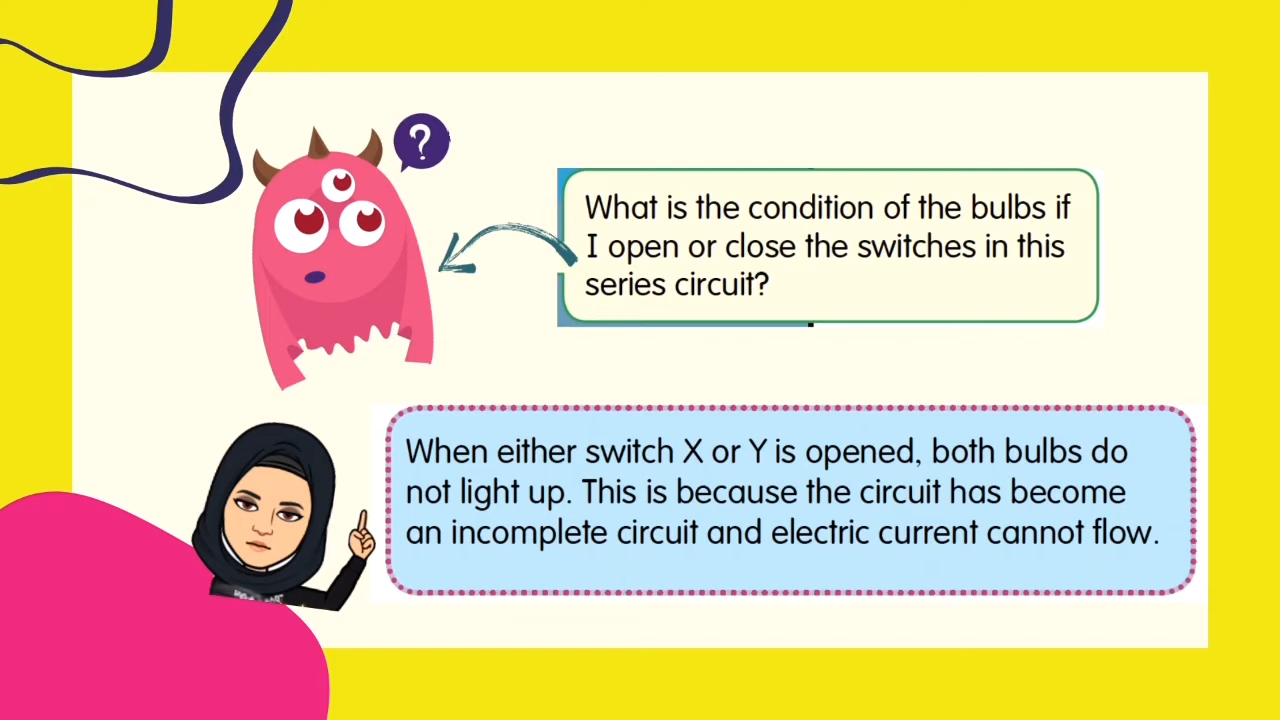 ?
What is the condition of the bulbs if
I open or close the switches in this
series circuit?
When either switch X or Y is opened, both bulbs do
not light up. This is because the circuit has become
an incomplete circuit and electric current cannot flow.